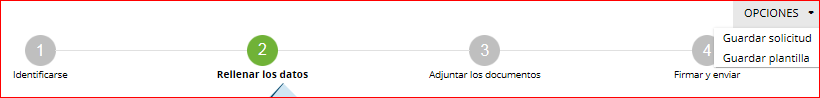 OPCIONES
Guardar solicitud
Guardar plantilla
1
2
3
4
Identificarse
Rellenar los datos
Adjuntar los documentos
Firmar y enviar